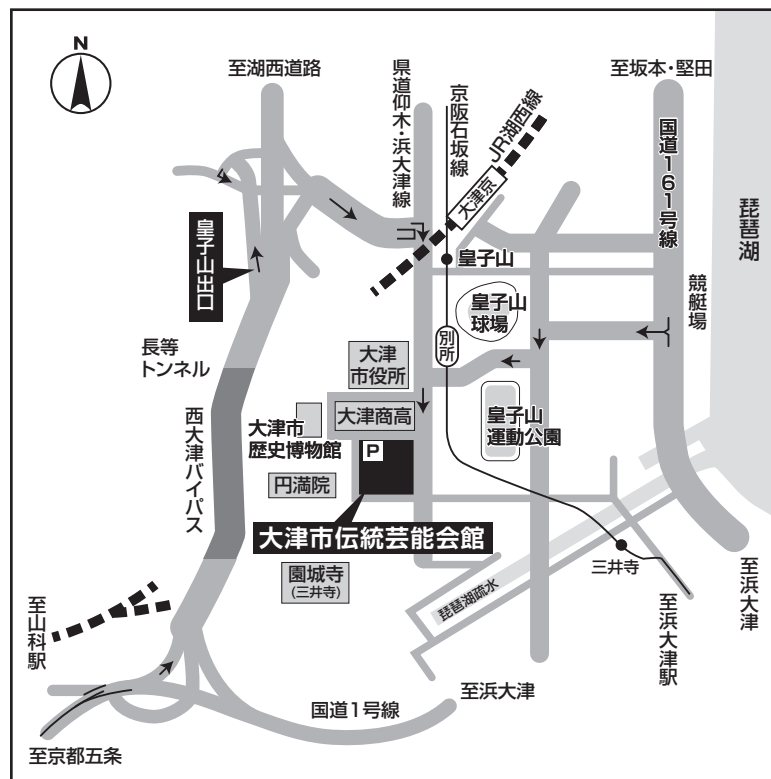 N
至湖西道路
県道仰木・浜大津線
京阪石坂線
JR湖西線
大津京
至坂本・堅田
国道161号線
琵琶湖
皇子山出口
皇子山
皇子山
球場
競艇場
別所
長等
トンネル
大津
市役所
大津商高
大津市
歴史博物館
皇子山
運動公園
P
西大津バイパス
円満院
大津市伝統芸能会館
園城寺
(三井寺)
三井寺
琵琶湖疏水
至浜大津
至浜大津駅
至山科駅
至浜大津
国道1号線
至京都五条